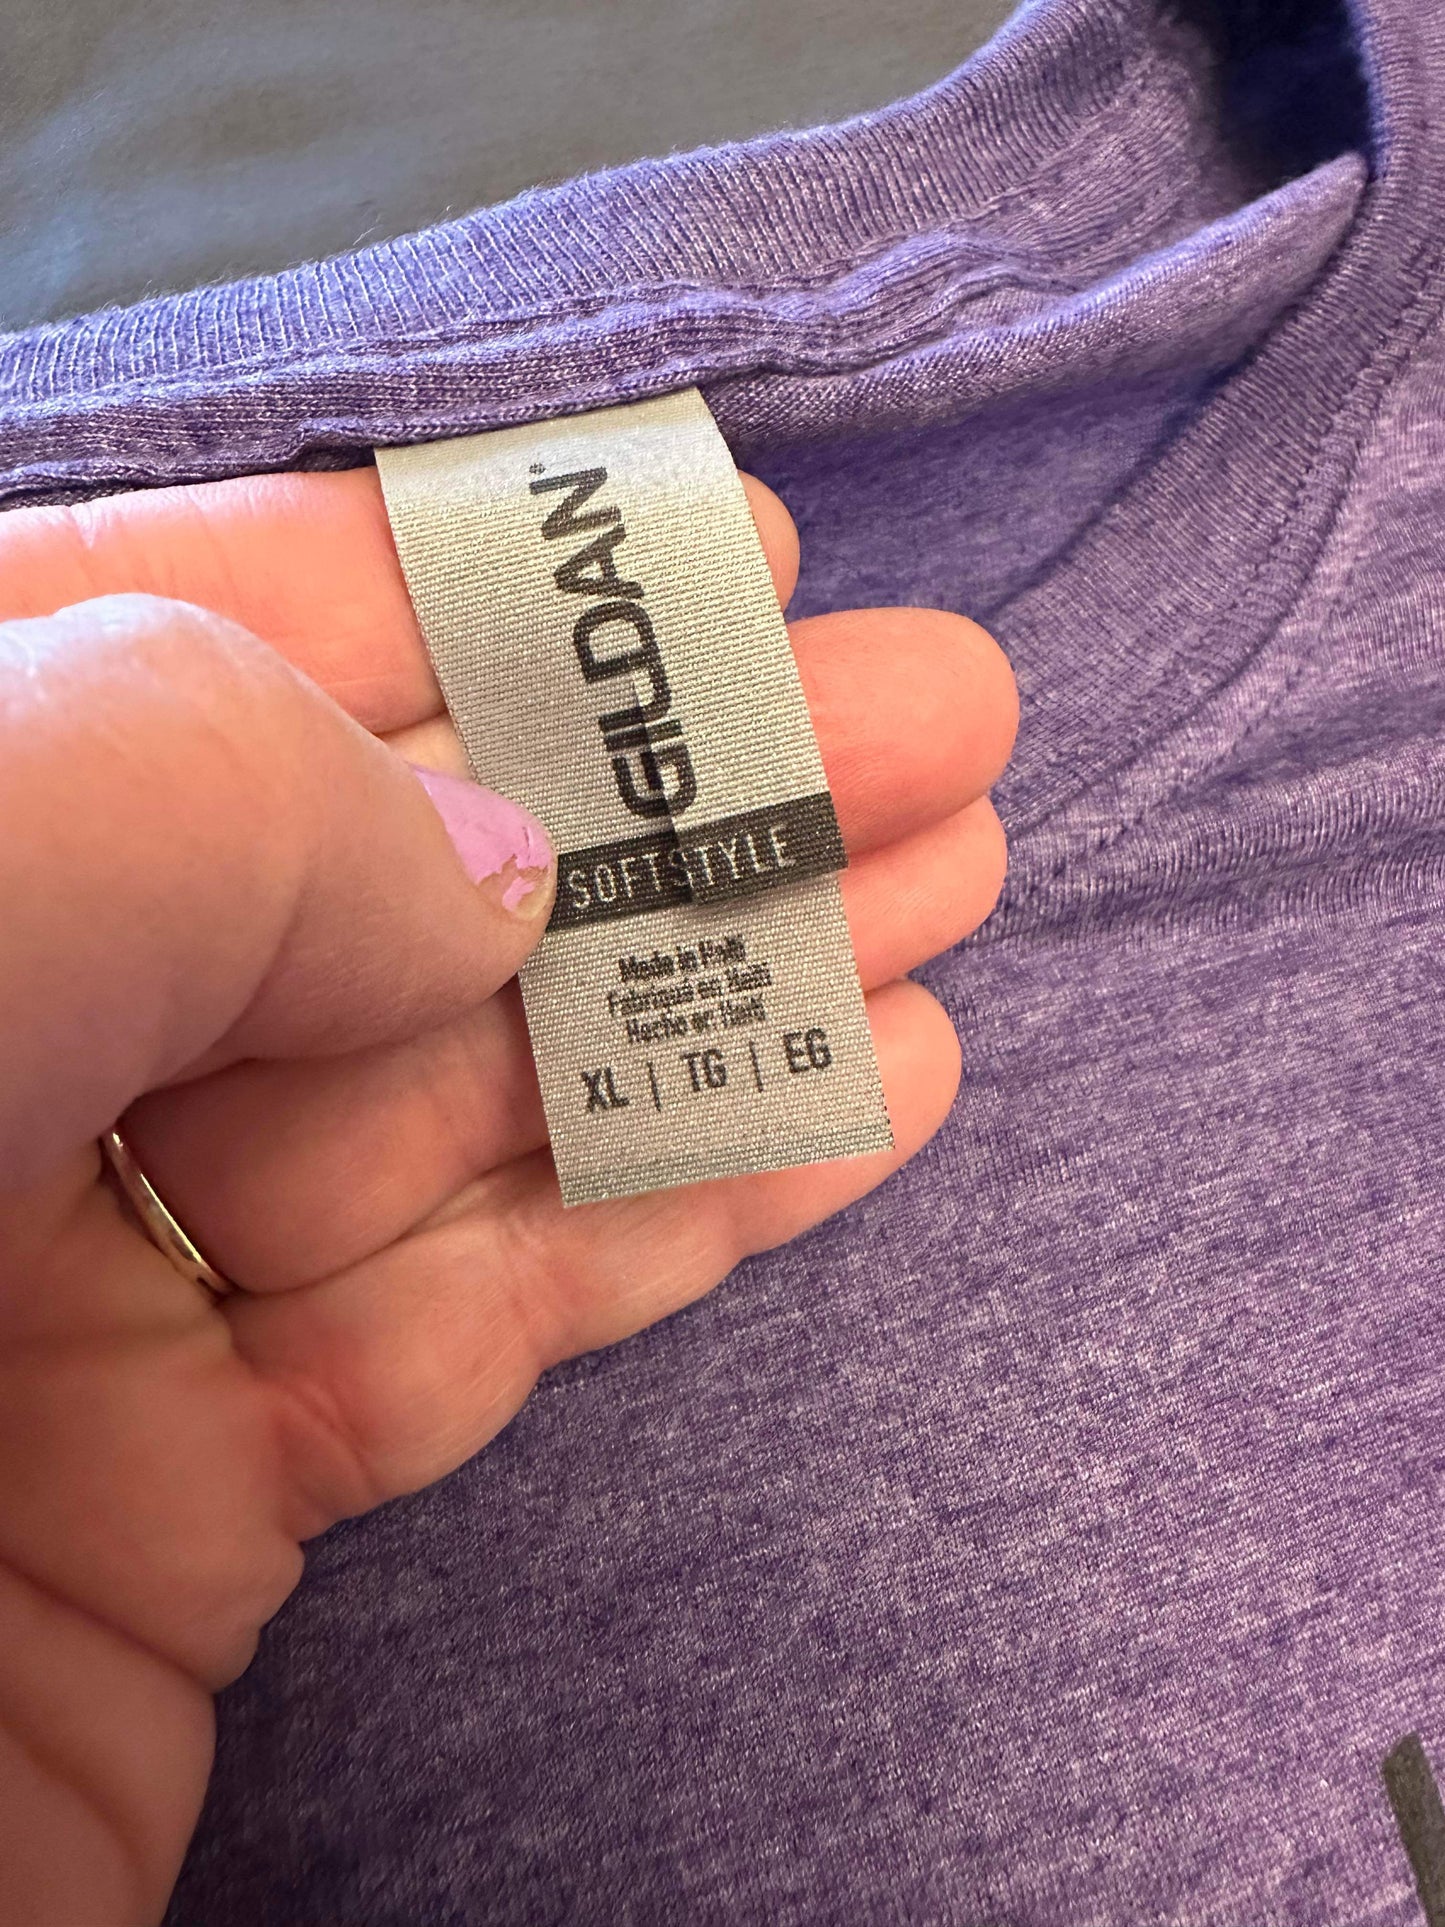 GILDAN
SOFTSTYLE
Made in Haiti
Fabriqué en Haïti
Hecho en Haití
XL | TG | EG